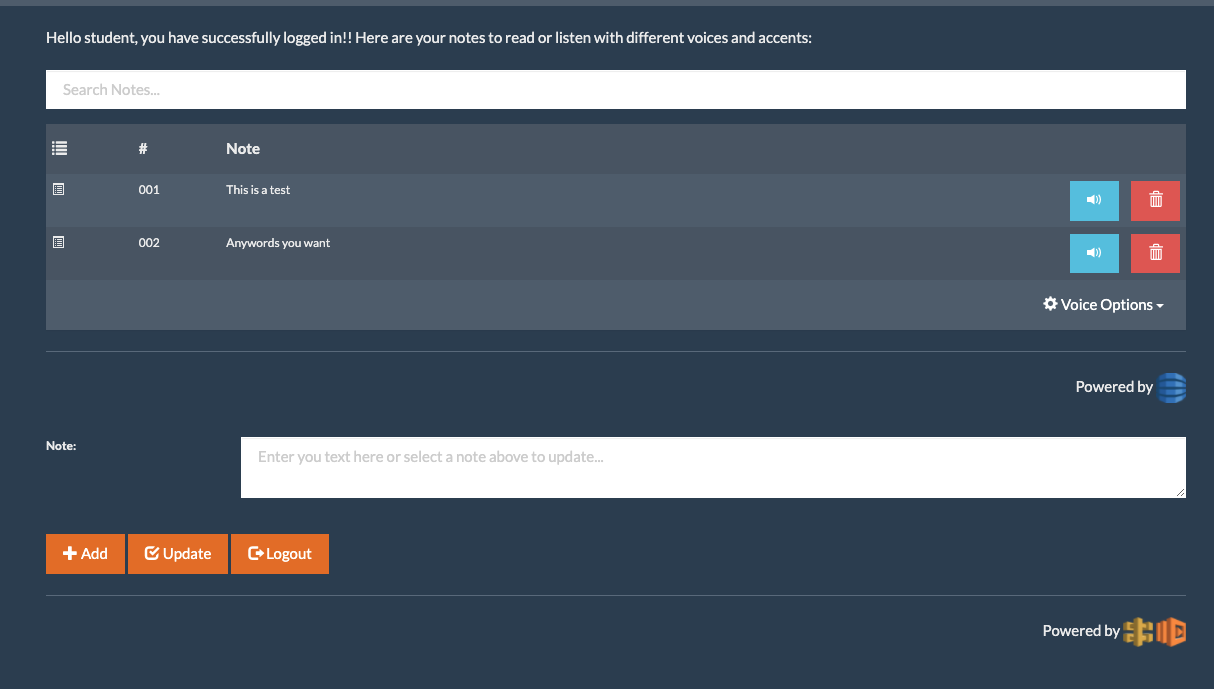 Hello student, you have successfully logged in!! Here are your notes to read or listen with different voices and accents:
Search Notes...
# Note
001 This is a test
002 Anywords you want
Voice Options
Powered by
Note: Enter you text here or select a note above to update...
Add Update Logout
Powered by